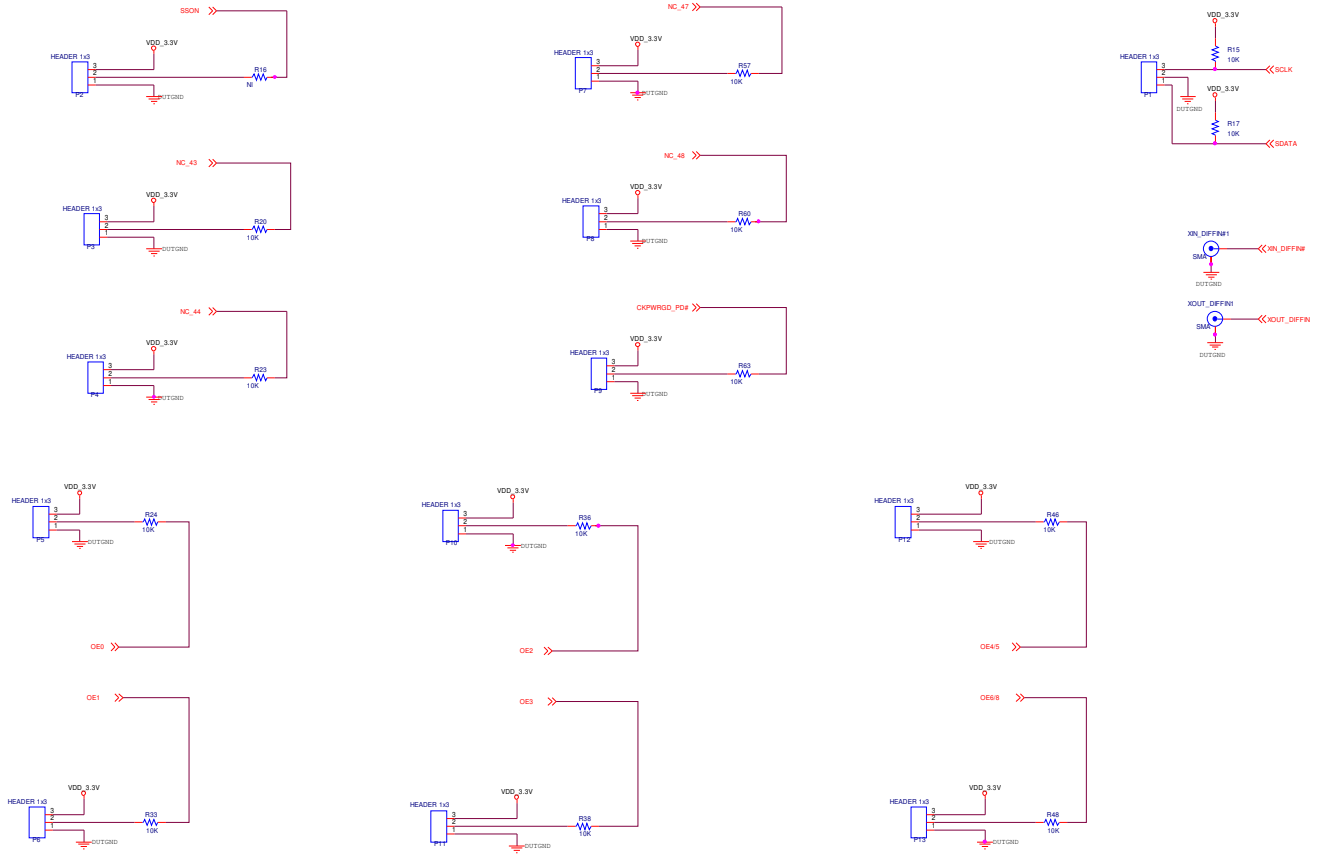 SSON
VDD_3.3V
HEADER 1x3
3
2
1
P2
R16
NI
DUTGND
NC_47
VDD_3.3V
HEADER 1x3
3
2
1
P7
R57
10K
DUTGND
VDD_3.3V
R15
10K
HEADER 1x3
3
2
1
P1
SCLK
DUTGND
VDD_3.3V
R17
10K
SDATA
NC_43
VDD_3.3V
HEADER 1x3
3
2
1
P3
R20
10K
DUTGND
NC_48
VDD_3.3V
HEADER 1x3
3
2
1
P8
R60
10K
DUTGND
XIN_DIFFIN#1
SMA
XIN_DIFFIN#
DUTGND
XOUT_DIFFIN1
SMA
XOUT_DIFFIN
DUTGND
NC_44
VDD_3.3V
HEADER 1x3
3
2
1
P4
R23
10K
DUTGND
CKPWRGD_PD#
VDD_3.3V
HEADER 1x3
3
2
1
P9
R63
10K
DUTGND
VDD_3.3V
HEADER 1x3
3
2
1
P5
R24
10K
DUTGND
OE0
VDD_3.3V
HEADER 1x3
3
2
1
P10
R36
10K
DUTGND
OE2
VDD_3.3V
HEADER 1x3
3
2
1
P12
R46
10K
DUTGND
OE4/5
OE1
VDD_3.3V
HEADER 1x3
3
2
1
P6
R33
10K
DUTGND
OE3
VDD_3.3V
HEADER 1x3
3
2
1
P11
R38
10K
DUTGND
OE6/8
VDD_3.3V
HEADER 1x3
3
2
1
P13
R48
10K
DUTGND